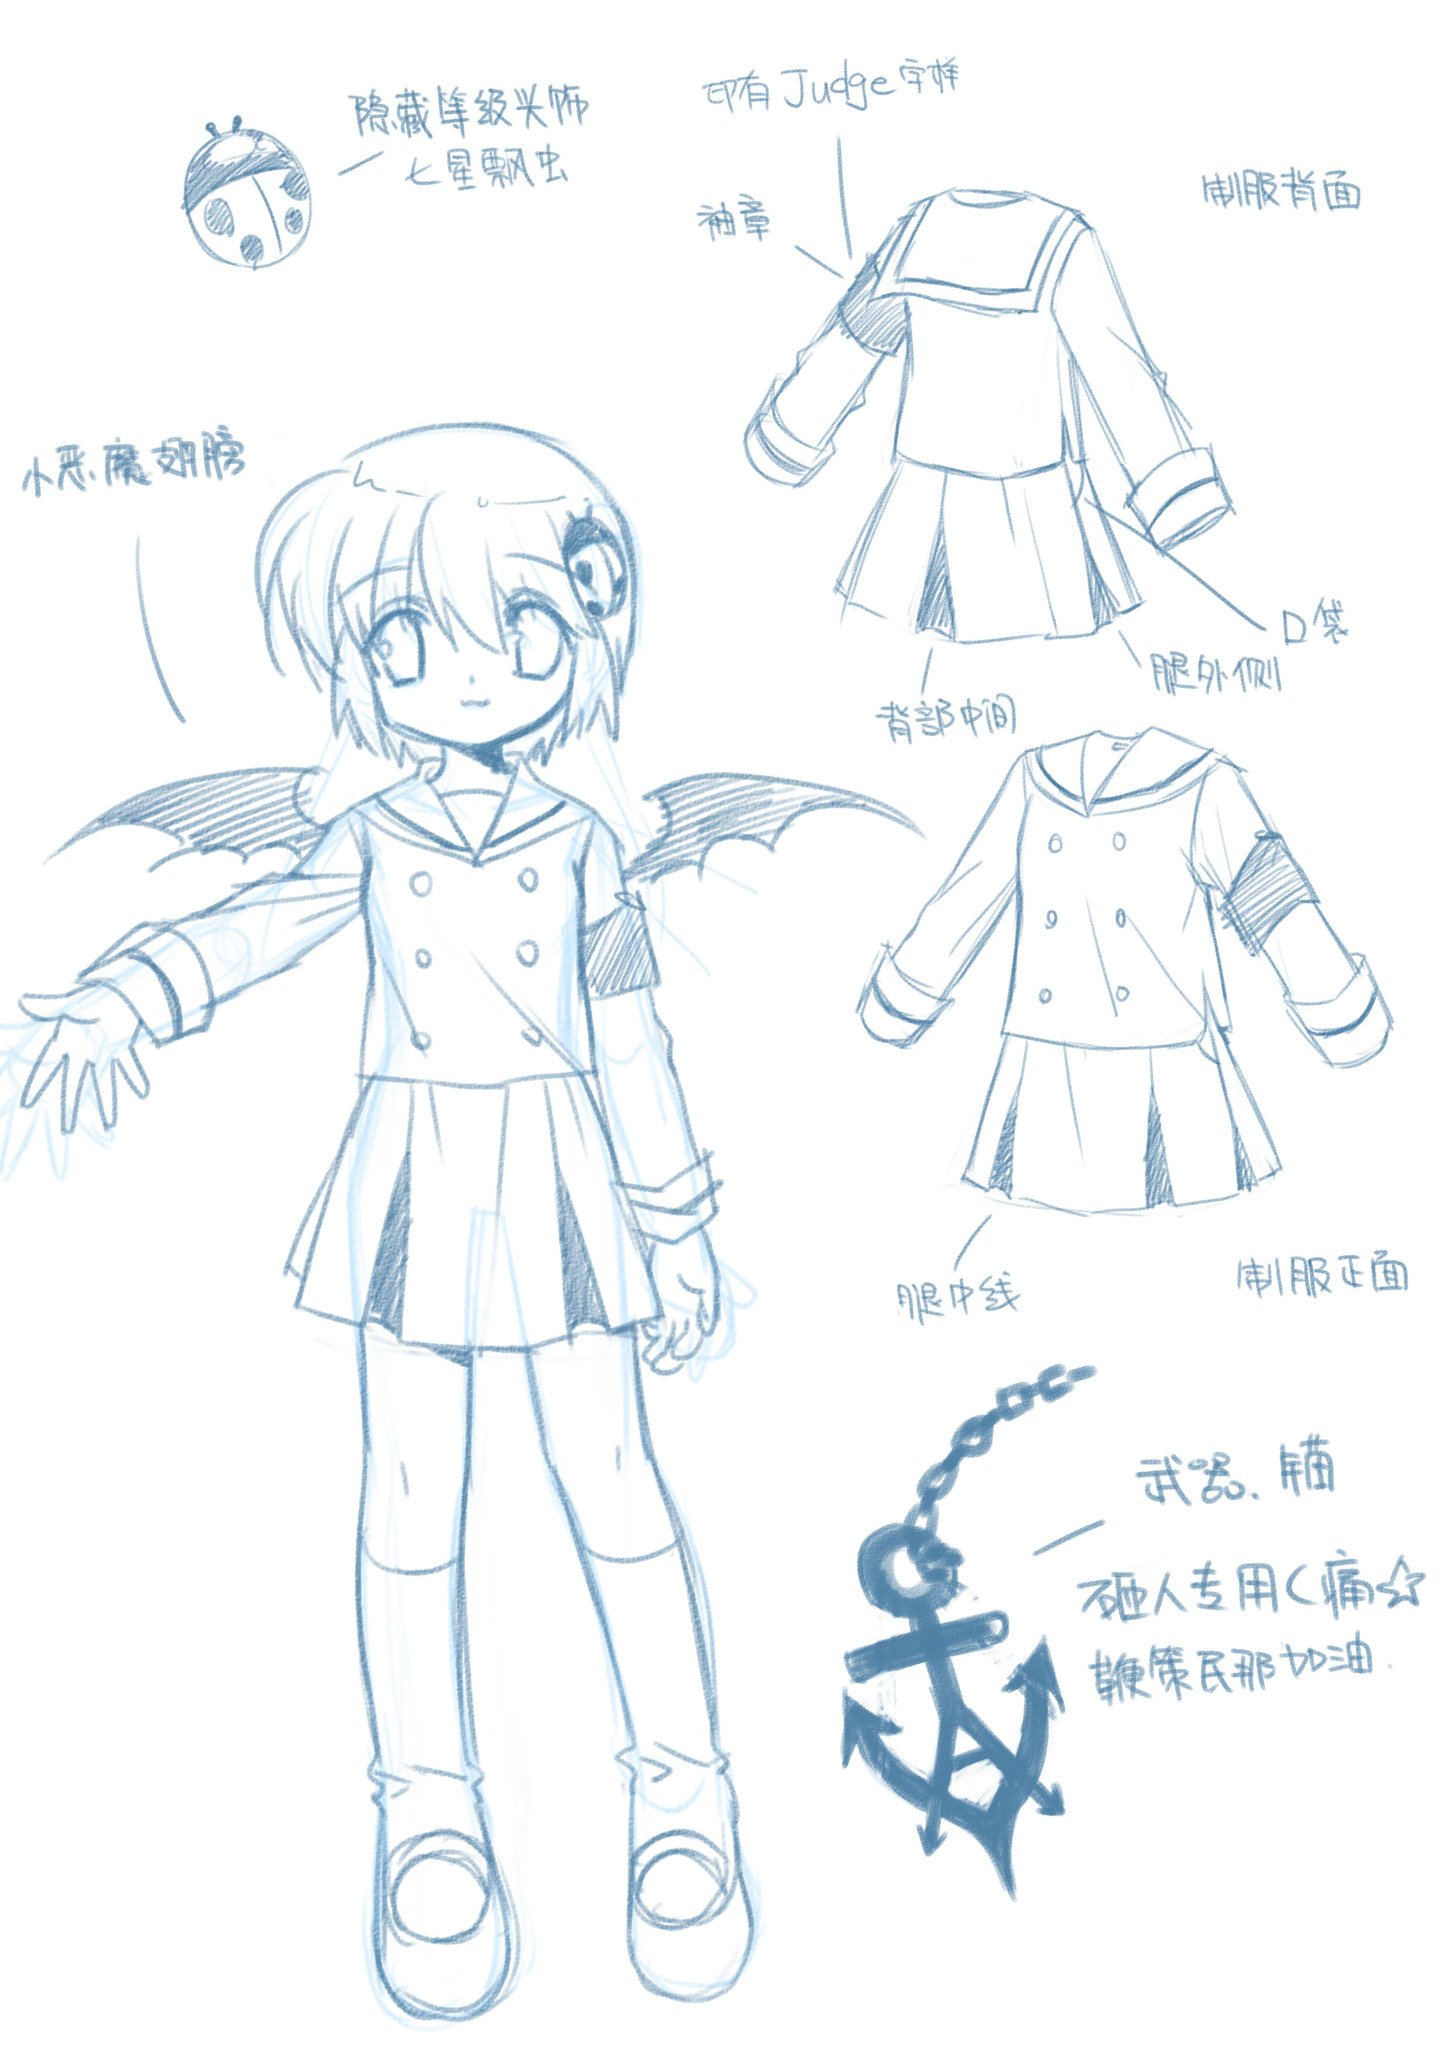 隐藏等级头饰
七星飘虫
印有Judge字样
袖章
制服背面
小恶魔翅膀
口袋
腿外侧
背部中间
腿中线
制服正面
武器、锚
砸人专用C痛☆
鞭策民那加油.